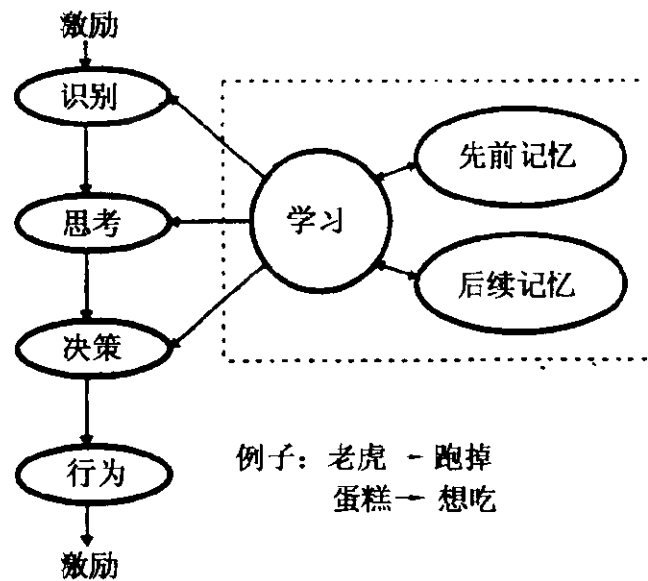 激励
识别
先前记忆
思考
学习
后续记忆
决策
行为
例子：老虎 - 跑掉
蛋糕→ 想吃
激励